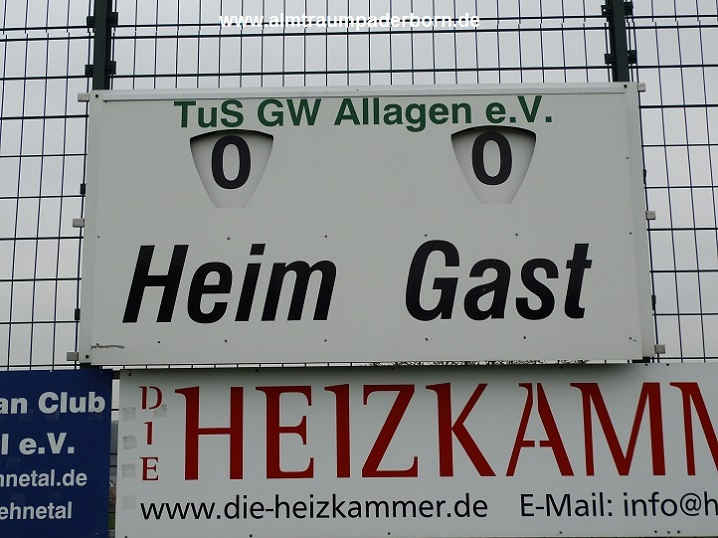 www.almtraumpaderborn.de
TuS GW Allagen e.V.
0 0
Heim Gast
an Club
l e.V.
hnetal.de
ehnetal
DIE HEIZKAMM
www.die-heizkammer.de E-Mail: info@h